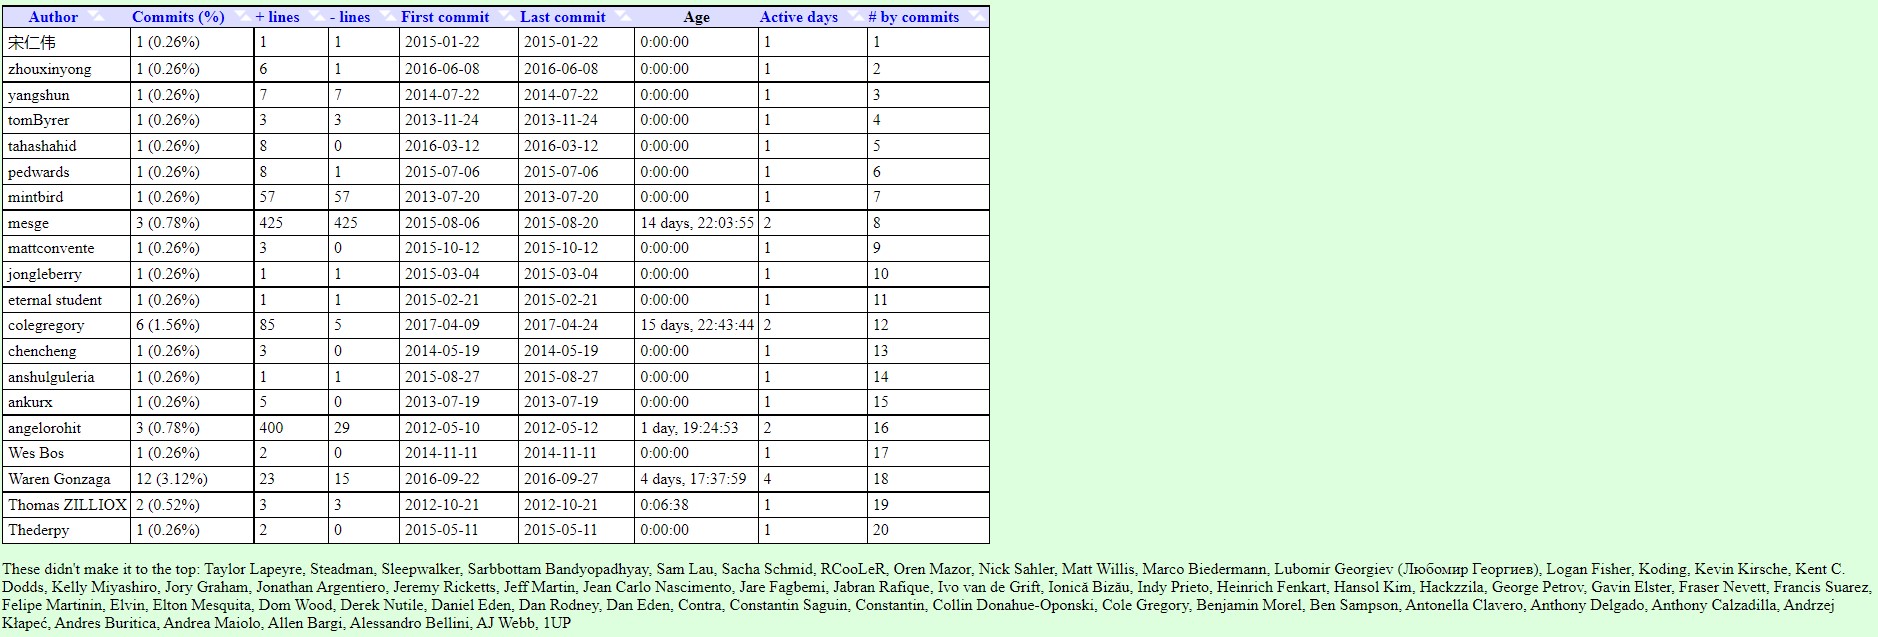 Author Commits (%) + lines - lines First commit Last commit Age Active days # by commits
宋仁伟 1 (0.26%) 1 1 2015-01-22 2015-01-22 0:00:00 1 1
zhouxinyong 1 (0.26%) 6 1 2016-06-08 2016-06-08 0:00:00 1 2
yangshun 1 (0.26%) 7 7 2014-07-22 2014-07-22 0:00:00 1 3
tomByrer 1 (0.26%) 3 3 2013-11-24 2013-11-24 0:00:00 1 4
tahashahid 1 (0.26%) 8 0 2016-03-12 2016-03-12 0:00:00 1 5
pedwards 1 (0.26%) 8 1 2015-07-06 2015-07-06 0:00:00 1 6
mintbird 1 (0.26%) 57 57 2013-07-20 2013-07-20 0:00:00 1 7
mesge 3 (0.78%) 425 425 2015-08-06 2015-08-20 14 days, 22:03:55 2 8
mattconvente 1 (0.26%) 3 0 2015-10-12 2015-10-12 0:00:00 1 9
jongleberry 1 (0.26%) 1 1 2015-03-04 2015-03-04 0:00:00 1 10
eternal student 1 (0.26%) 1 1 2015-02-21 2015-02-21 0:00:00 1 11
colegregory 6 (1.56%) 85 5 2017-04-09 2017-04-24 15 days, 22:43:44 2 12
chencheng 1 (0.26%) 3 0 2014-05-19 2014-05-19 0:00:00 1 13
anshulguleria 1 (0.26%) 1 1 2015-08-27 2015-08-27 0:00:00 1 14
ankurx 1 (0.26%) 5 0 2013-07-19 2013-07-19 0:00:00 1 15
angelorohit 3 (0.78%) 400 29 2012-05-10 2012-05-12 1 day, 19:24:53 2 16
Wes Bos 1 (0.26%) 2 0 2014-11-11 2014-11-11 0:00:00 1 17
Waren Gonzaga 12 (3.12%) 23 15 2016-09-22 2016-09-27 4 days, 17:37:59 4 18
Thomas ZILLIOX 2 (0.52%) 3 3 2012-10-21 2012-10-21 0:06:38 1 19
Thederpy 1 (0.26%) 2 0 2015-05-11 2015-05-11 0:00:00 1 20
These didn't make it to the top: Taylor Lapeyre, Steadman, Sleepwalker, Sarbbottam Bandyopadhyay, Sam Lau, Sacha Schmid, RCooLeR, Oren Mazor, Nick Sahler, Matt Willis, Marco Biedermann, Lubomir Georgiev (Любомир Георгиев), Logan Fisher, Koding, Kevin Kirsche, Kent C.
Dodds, Kelly Miyashiro, Jory Graham, Jonathan Argentiero, Jeremy Ricketts, Jeff Martin, Jean Carlo Nascimento, Jare Fagbemi, Jabran Rafique, Ivo van de Grift, Ionică Bizău, Indy Prieto, Heinrich Fenkart, Hansol Kim, Hackzzila, George Petrov, Gavin Elster, Fraser Nevett, Francis Suarez,
Felipe Martinin, Elvin, Elton Mesquita, Dom Wood, Derek Nutile, Daniel Eden, Dan Rodney, Dan Eden, Contra, Constantin Saguin, Constantin, Collin Donahue-Oponski, Cole Gregory, Benjamin Morel, Ben Sampson, Antonella Clavero, Anthony Delgado, Anthony Calzadilla, Andrzej
Kłapeć, Andres Buritica, Andrea Maiolo, Allen Bargi, Alessandro Bellini, AJ Webb, 1UP